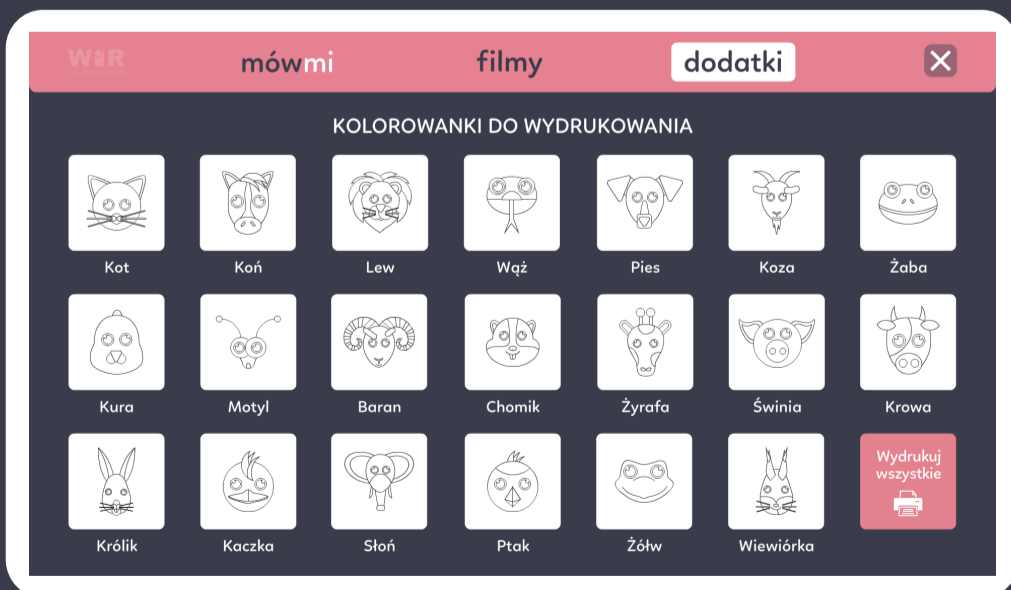 WiR
mówmi
filmy
dodatki
KOLOROWANKI DO WYDRUKOWANIA
Kot
Koń
Lew
Wąż
Pies
Koza
Żaba
Kura
Motyl
Baran
Chomik
Żyrafa
Świnia
Krowa
Wydrukuj
wszystkie
Królik
Kaczka
Słoń
Ptak
Żółw
Wiewiórka